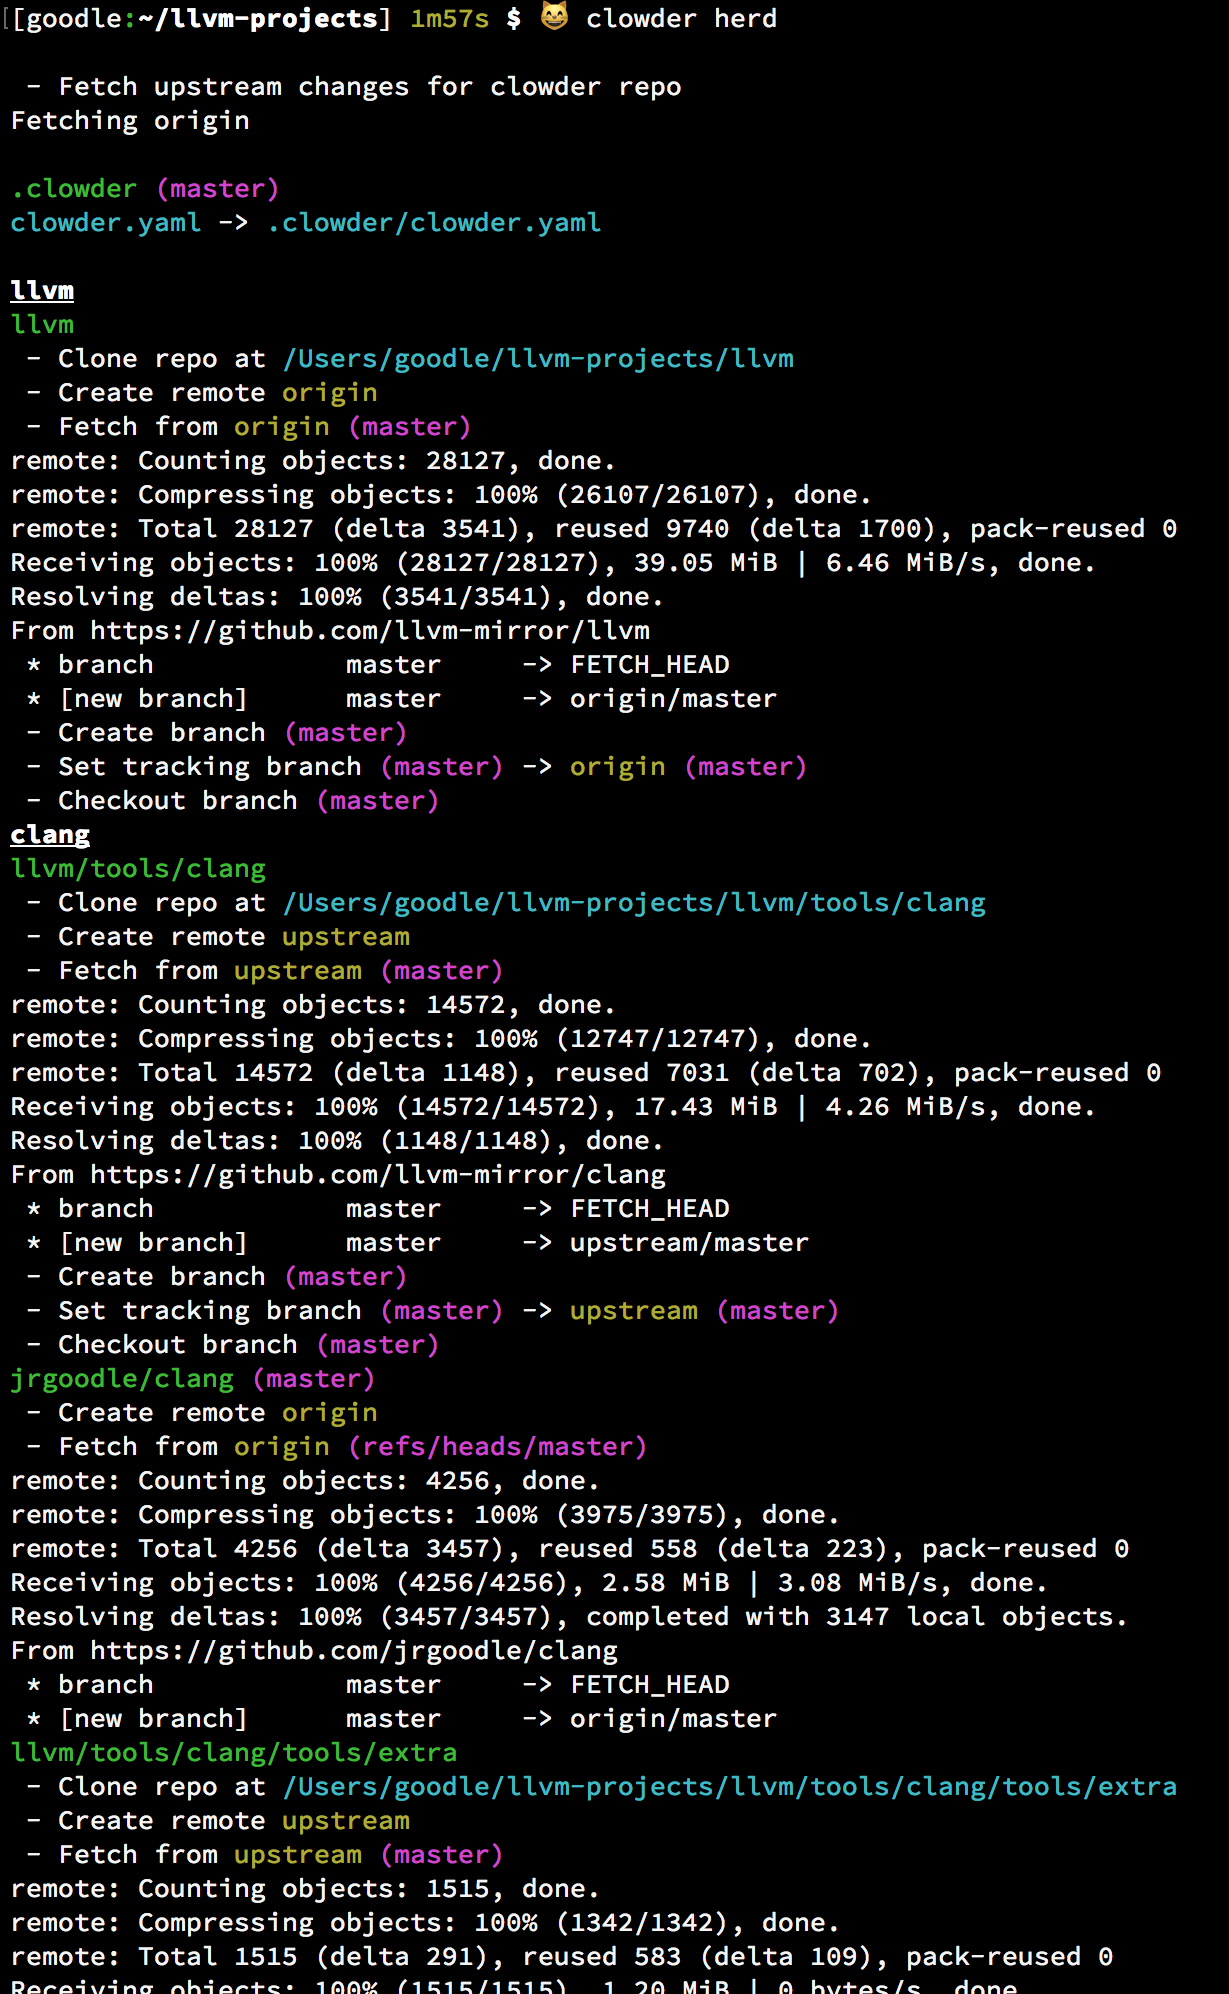 [[goodle:~/llvm-projects] 1m57s $ 😸 clowder herd
- Fetch upstream changes for clowder repo
Fetching origin
.clowder (master)
clowder.yaml -> .clowder/clowder.yaml
llvm
llvm
- Clone repo at /Users/goodle/llvm-projects/llvm
- Create remote origin
- Fetch from origin (master)
remote: Counting objects: 28127, done.
remote: Compressing objects: 100% (26107/26107), done.
remote: Total 28127 (delta 3541), reused 9740 (delta 1700), pack-reused 0
Receiving objects: 100% (28127/28127), 39.05 MiB | 6.46 MiB/s, done.
Resolving deltas: 100% (3541/3541), done.
From https://github.com/llvm-mirror/llvm
* branch            master     -> FETCH_HEAD
* [new branch]      master     -> origin/master
- Create branch (master)
- Set tracking branch (master) -> origin (master)
- Checkout branch (master)
clang
llvm/tools/clang
- Clone repo at /Users/goodle/llvm-projects/llvm/tools/clang
- Create remote upstream
- Fetch from upstream (master)
remote: Counting objects: 14572, done.
remote: Compressing objects: 100% (12747/12747), done.
remote: Total 14572 (delta 1148), reused 7031 (delta 702), pack-reused 0
Receiving objects: 100% (14572/14572), 17.43 MiB | 4.26 MiB/s, done.
Resolving deltas: 100% (1148/1148), done.
From https://github.com/llvm-mirror/clang
* branch            master     -> FETCH_HEAD
* [new branch]      master     -> upstream/master
- Create branch (master)
- Set tracking branch (master) -> upstream (master)
- Checkout branch (master)
jrgoodle/clang (master)
- Create remote origin
- Fetch from origin (refs/heads/master)
remote: Counting objects: 4256, done.
remote: Compressing objects: 100% (3975/3975), done.
remote: Total 4256 (delta 3457), reused 558 (delta 223), pack-reused 0
Receiving objects: 100% (4256/4256), 2.58 MiB | 3.08 MiB/s, done.
Resolving deltas: 100% (3457/3457), completed with 3147 local objects.
From https://github.com/jrgoodle/clang
* branch            master     -> FETCH_HEAD
* [new branch]      master     -> origin/master
llvm/tools/clang/tools/extra
- Clone repo at /Users/goodle/llvm-projects/llvm/tools/clang/tools/extra
- Create remote upstream
- Fetch from upstream (master)
remote: Counting objects: 1515, done.
remote: Compressing objects: 100% (1342/1342), done.
remote: Total 1515 (delta 291), reused 583 (delta 109), pack-reused 0
Receiving objects: 100% (1515/1515), 1.20 MiB | 0 bytes/s, done.